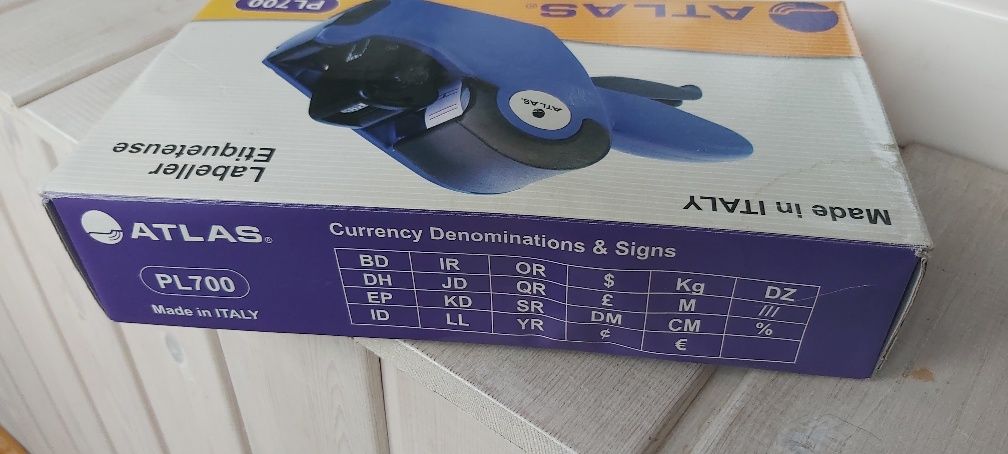 PL700
ATLAS®
ATLAS
Labeller
Etiqueteuse
Made in ITALY
ATLAS®
PL700
Made in ITALY
Currency Denominations & Signs
BD IR OR $ Kg DZ
DH JD QR £ M ///
EP KD SR DM CM %
ID LL YR ¢ €